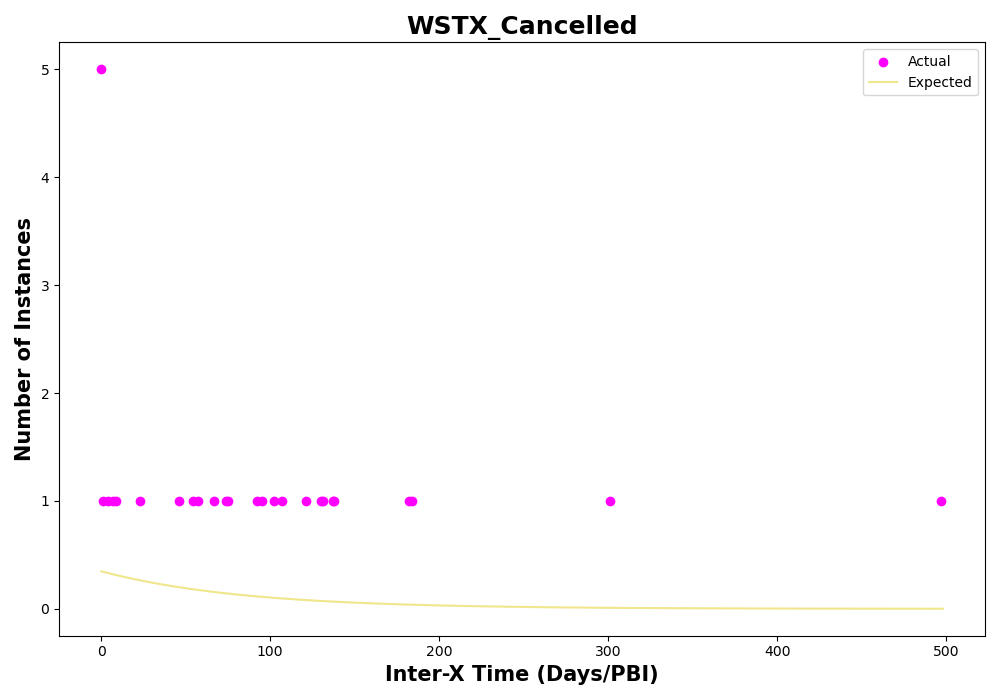 WSTX_Cancelled
Actual
Expected
Number of Instances
5
4
3
2
1
0
0 100 200 300 400 500
Inter-X Time (Days/PBI)